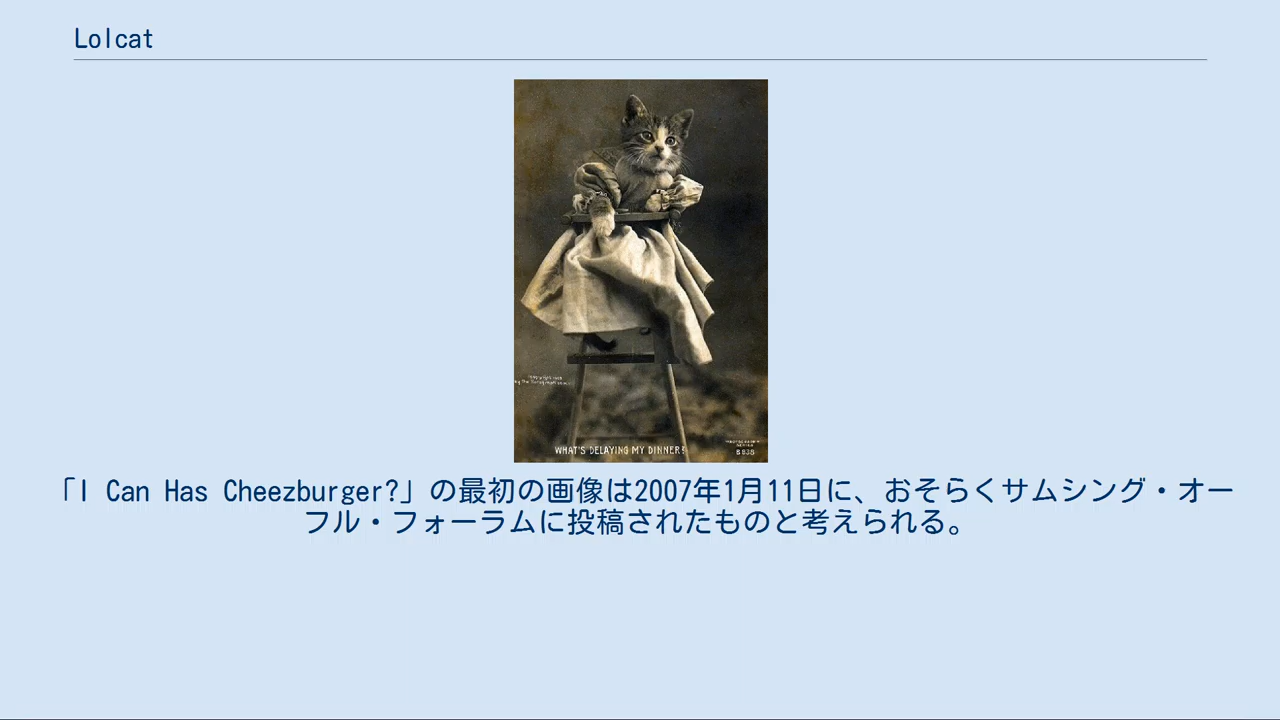 Lolcat
WHAT'S DELAYING MY DINNER?
「I Can Has Cheezburger?」の最初の画像は2007年1月11日に、おそらくサムシング・オー
フル・フォーラムに投稿されたものと考えられる。